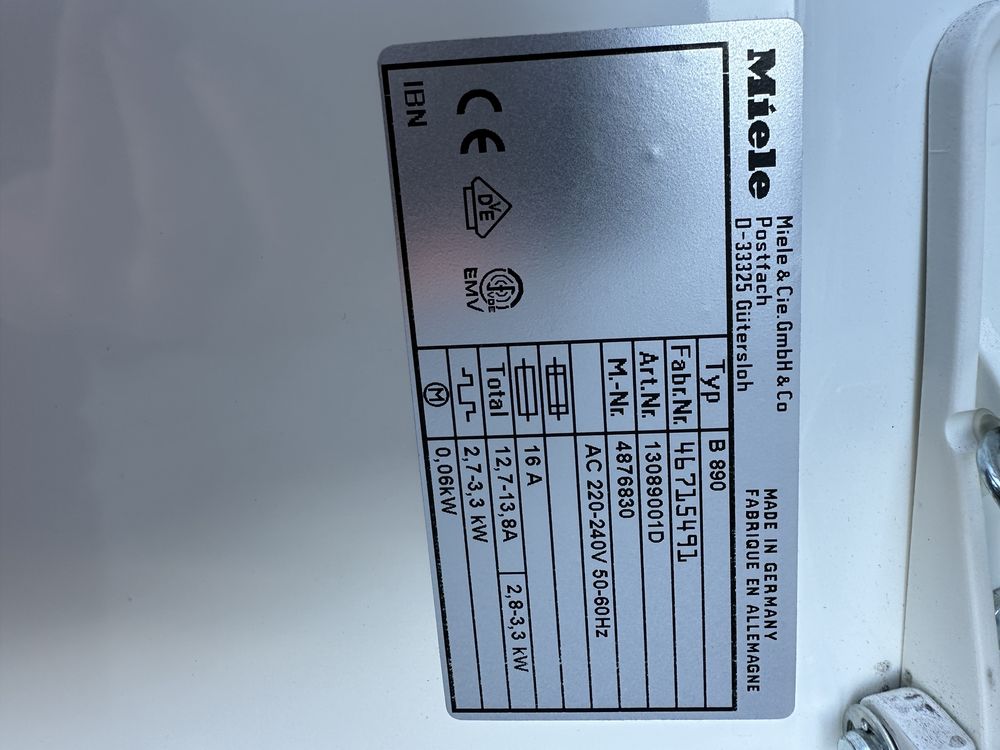 Miele
Miele & Cie. GmbH & Co
Postfach
D-33325 Gütersloh
MADE IN GERMANY
FABRIQUE EN ALLEMAGNE
Typ B 890
Fabr.Nr. 46715491
Art.Nr. 13089001D
M.-Nr. 4876830
AC 220-240V 50-60Hz
16 A
Total 12,7-13,8A 2,8-3,3 kW
2,7-3,3 kW
M 0,06kW
CE
DVE
VDE
EMV
IBN